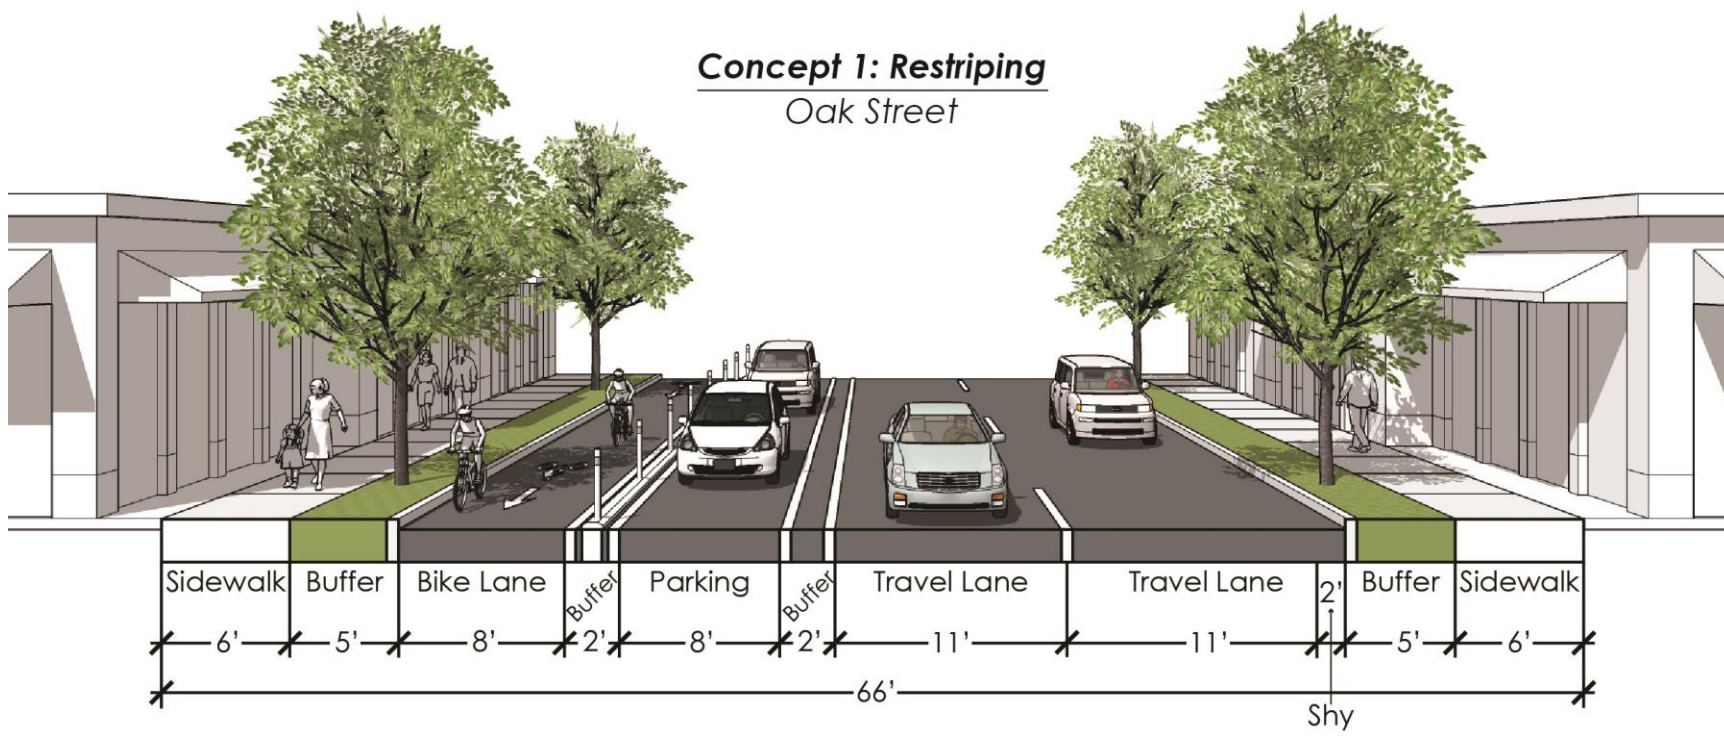 Concept 1: Restriping
Oak Street
Sidewalk Buffer Bike Lane Buffer Parking Buffer Travel Lane Travel Lane 2' Buffer Sidewalk
6' 5' 8' 2' 8' 2' 11' 11' 5' 6'
66'
Shy